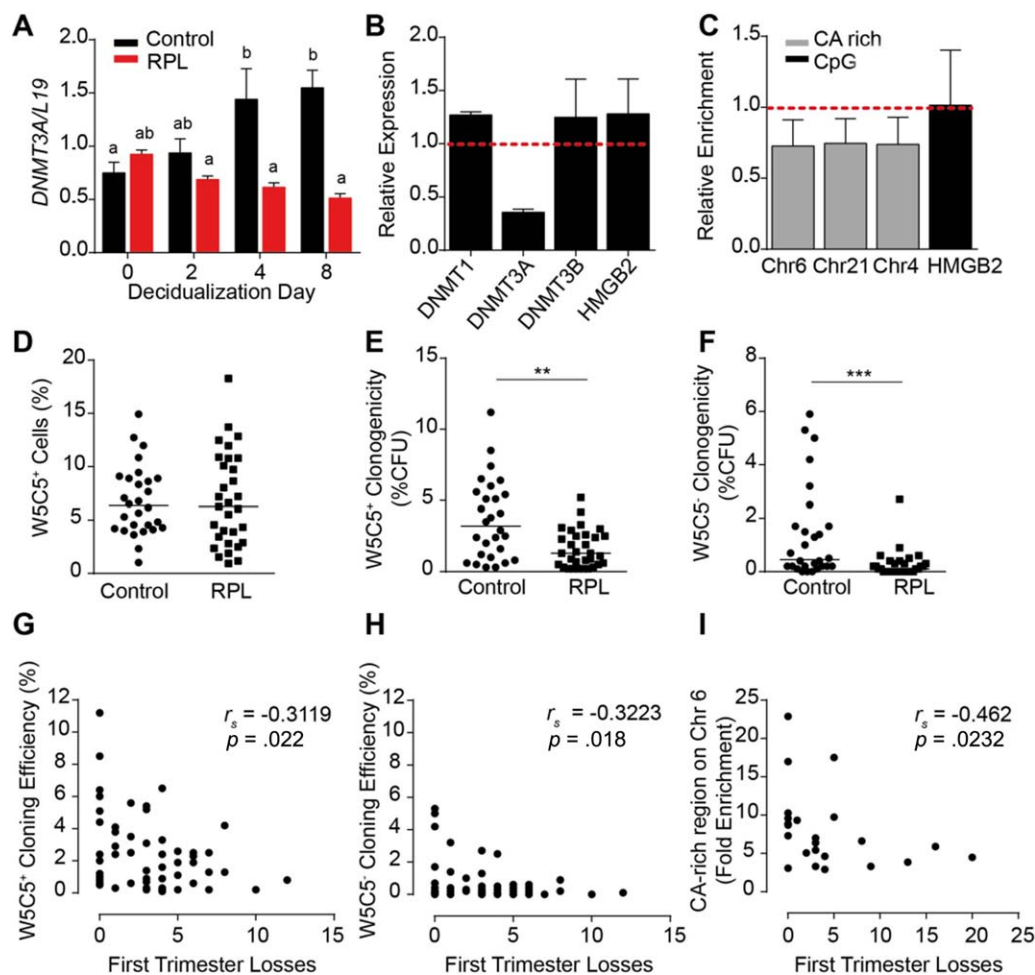 A
Control
RPL
DNMT3A/L19
2.0
1.5
1.0
0.5
0.0
a
ab
ab
a
b
a
b
a
0
2
4
8
Decidualization Day
B
Relative Expression
2.0
1.5
1.0
0.5
0.0
DNMT1
DNMT3A
DNMT3B
HMGB2
C
CA rich
CpG
Relative Enrichment
1.5
1.0
0.5
0.0
Chr6
Chr21
Chr4
HMGB2
D
W5C5+ Cells (%)
20
15
10
5
0
Control
RPL
E
W5C5+ Clonogenicity
(%CFU)
15
10
5
0
**
Control
RPL
F
W5C5- Clonogenicity
(%CFU)
8
6
4
2
0
***
Control
RPL
G
W5C5+ Cloning Efficiency (%)
12
10
8
6
4
2
0
rs = -0.3119
p = .022
0
5
10
15
First Trimester Losses
H
W5C5- Cloning Efficiency (%)
12
10
8
6
4
2
0
rs = -0.3223
p = .018
0
5
10
15
First Trimester Losses
I
CA-rich region on Chr 6
(Fold Enrichment)
25
20
15
10
5
0
rs = -0.462
p = .0232
0
5
10
15
20
25
First Trimester Losses